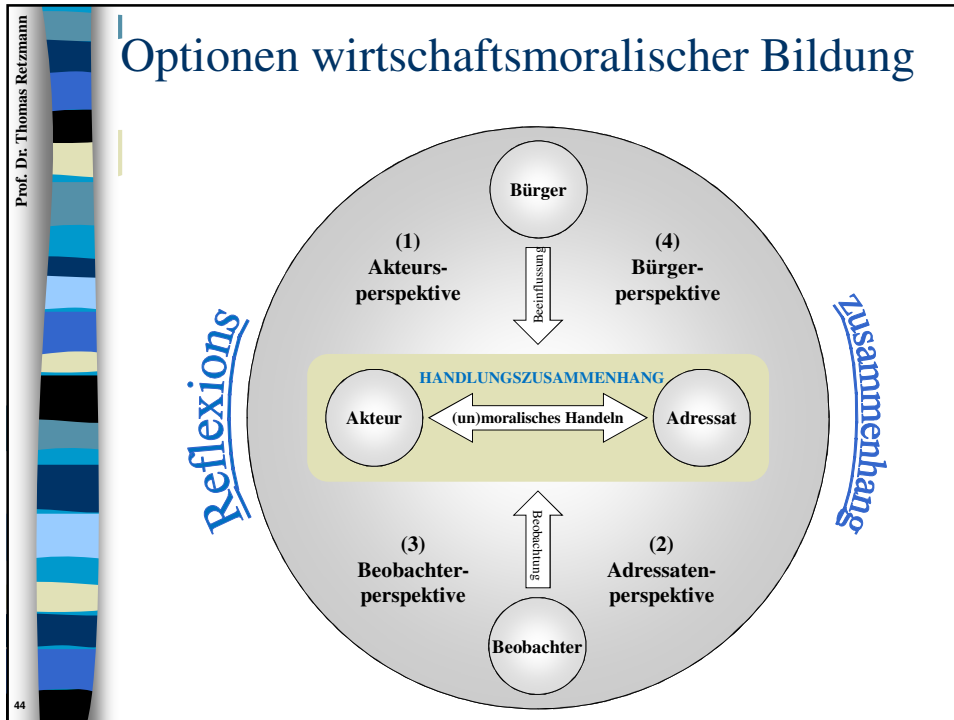 Prof. Dr. Thomas Retzmann
Optionen wirtschaftsmoralischer Bildung
Bürger
(1)
Akteurs-
perspektive
(4)
Bürger-
perspektive
Beeinflussung
Reflexions
zusammenhang
HANDLUNGSZUSAMMENHANG
Akteur
(un)moralisches Handeln
Adressat
Beobachtung
(3)
Beobachter-
perspektive
(2)
Adressaten-
perspektive
Beobachter
44